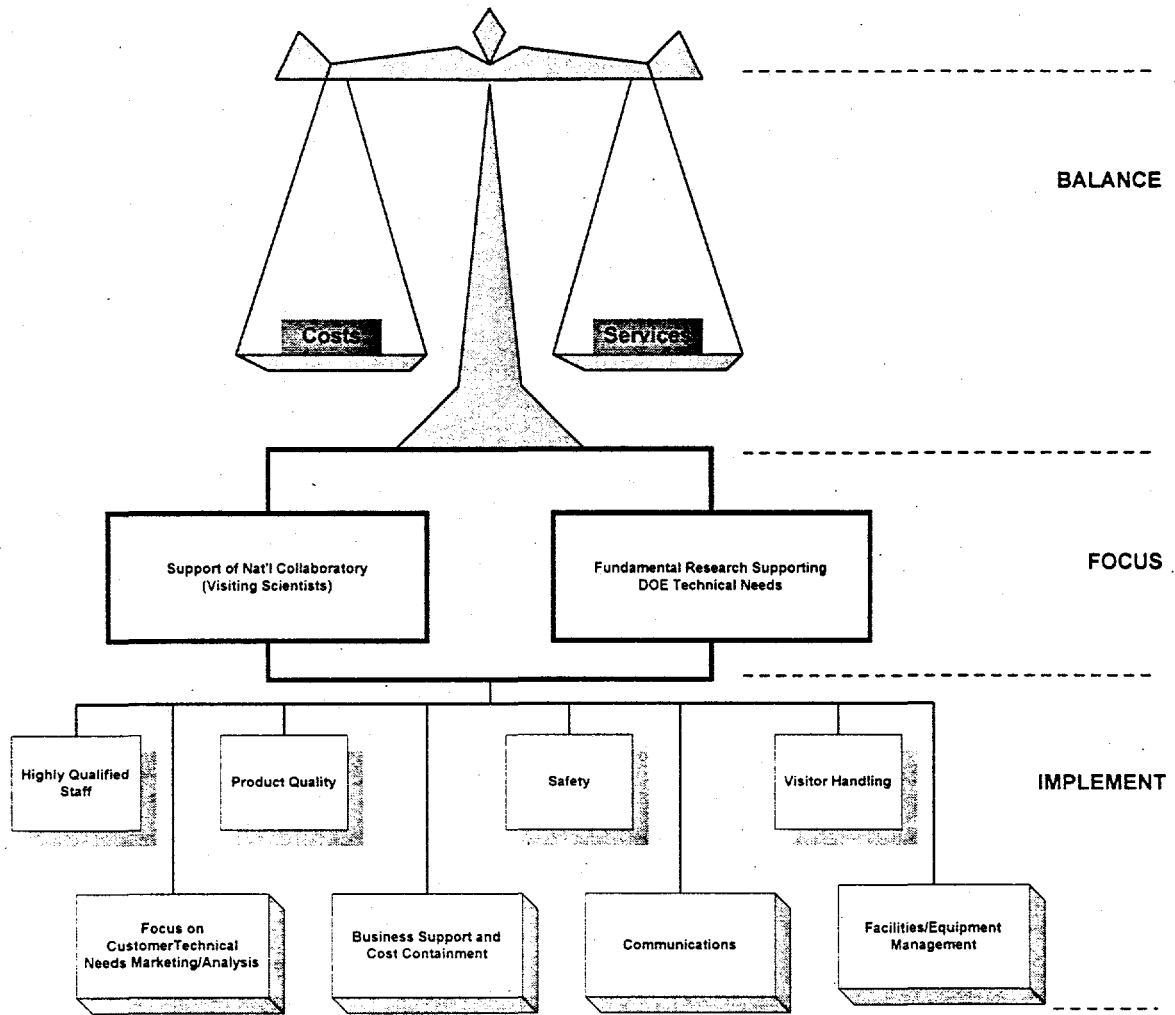 BALANCE
Costs
Services
Support of Nat'l Collaboratory
(Visiting Scientists)
Fundamental Research Supporting
DOE Technical Needs
FOCUS
Highly Qualified
Staff
Product Quality
Safety
Visitor Handling
IMPLEMENT
Focus on
CustomerTechnical
Needs Marketing/Analysis
Business Support and
Cost Containment
Communications
Facilities/Equipment
Management